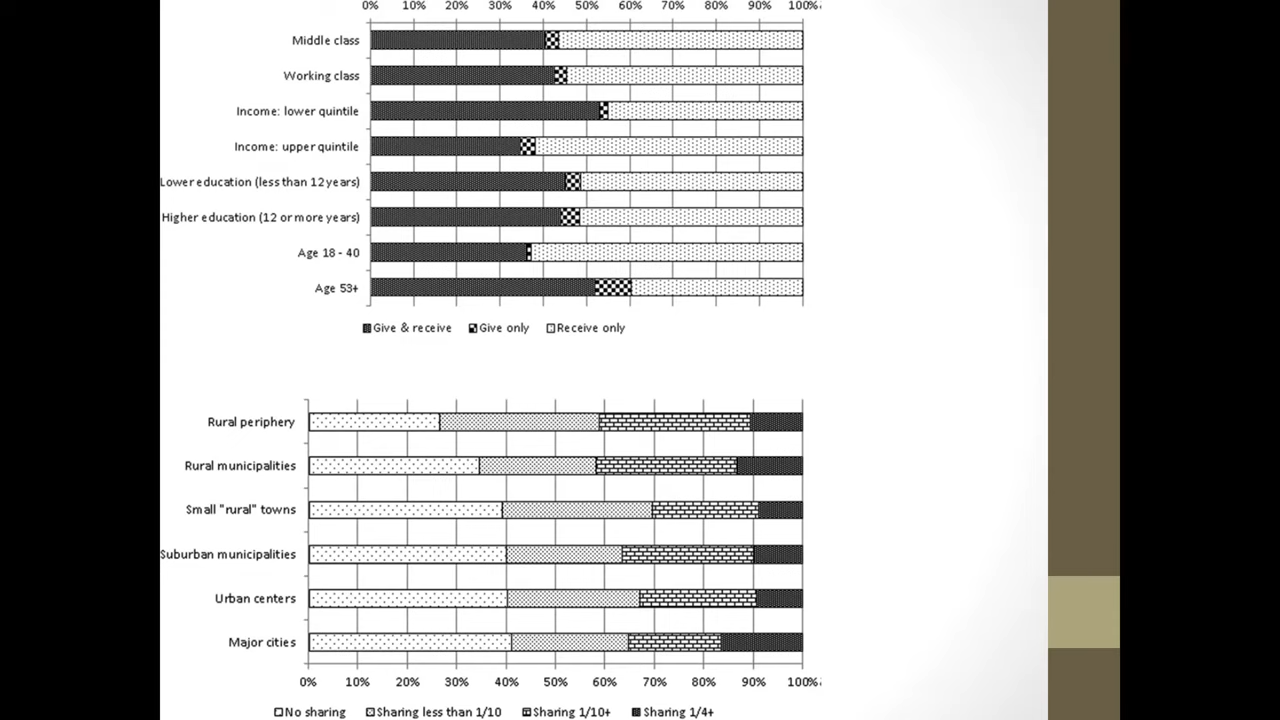 0% 10% 20% 30% 40% 50% 60% 70% 80% 90% 100%
Middle class
Working class
Income: lower quintile
Income: upper quintile
Lower education (less than 12 years)
Higher education (12 or more years)
Age 18 - 40
Age 53+
Give & receive Give only Receive only
Rural periphery
Rural municipalities
Small "rural" towns
Suburban municipalities
Urban centers
Major cities
0% 10% 20% 30% 40% 50% 60% 70% 80% 90% 100%
No sharing Sharing less than 1/10 Sharing 1/10+ Sharing 1/4+